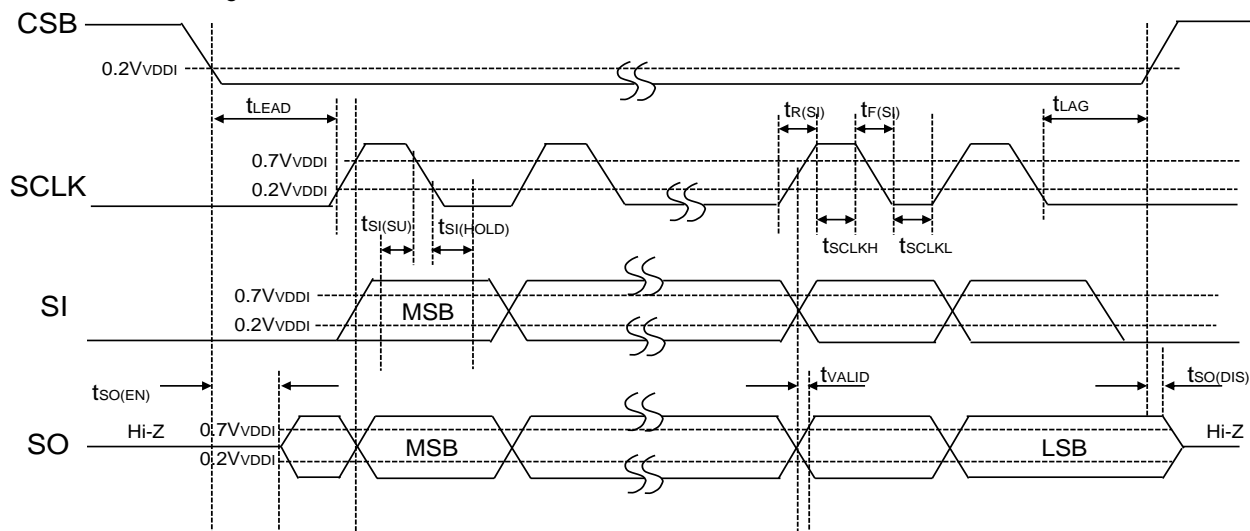 CSB
0.2VVDDI
tLEAD
tR(SI)
tF(SI)
tLAG
SCLK
0.7VVDDI
0.2VVDDI
tSI(SU)
tSI(HOLD)
tSCLKH
tSCLKL
SI
0.7VVDDI
0.2VVDDI
MSB
tSO(EN)
tVALID
tSO(DIS)
SO
Hi-Z
0.7VVDDI
0.2VVDDI
MSB
LSB
Hi-Z